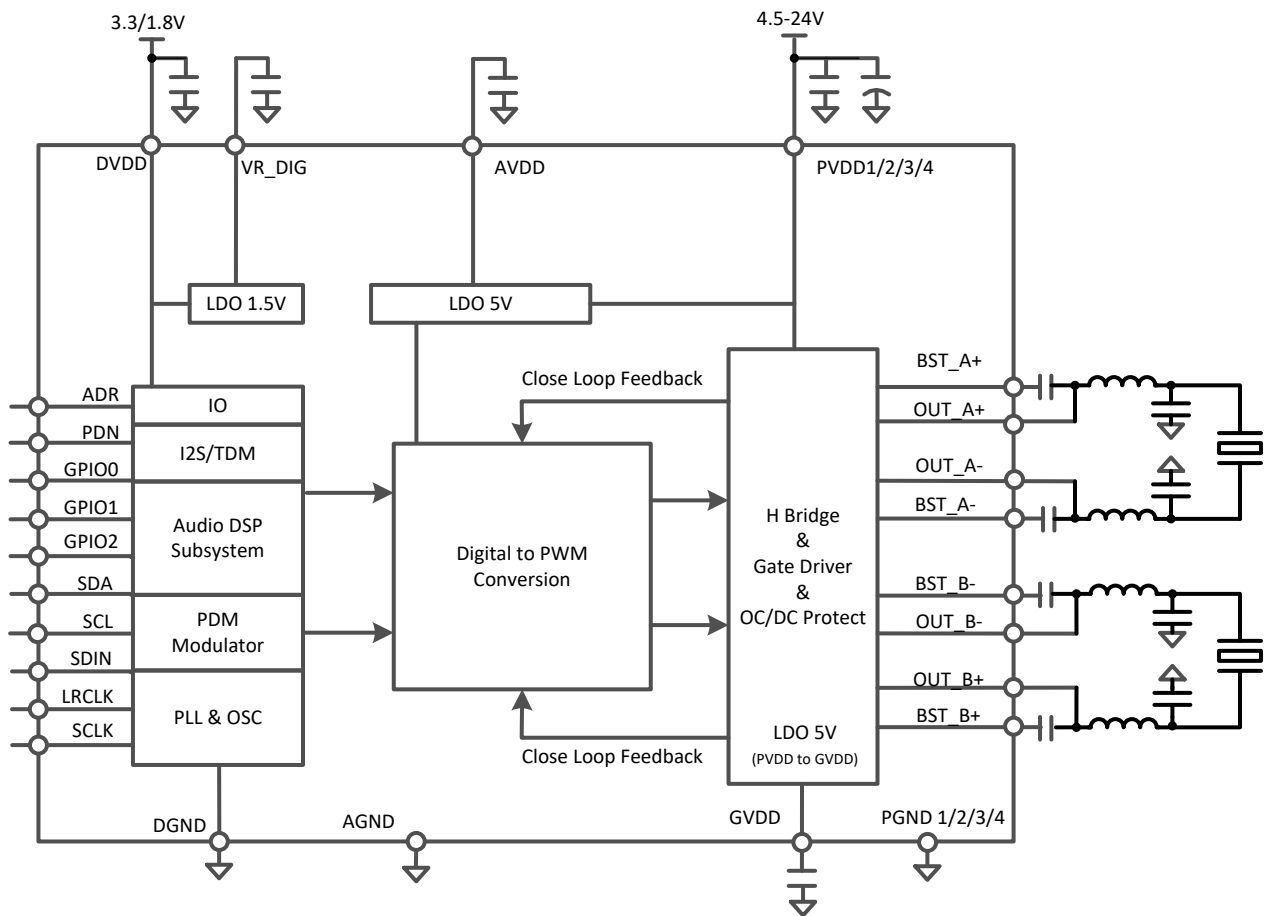 3.3/1.8V
4.5-24V
DVDD
VR_DIG
AVDD
PVDD1/2/3/4
LDO 1.5V
LDO 5V
ADR
PDN
GPIO0
GPIO1
GPIO2
SDA
SCL
SDIN
LRCLK
SCLK
IO
I2S/TDM
Audio DSP
Subsystem
PDM
Modulator
PLL & OSC
Close Loop Feedback
Digital to PWM
Conversion
Close Loop Feedback
H Bridge
&
Gate Driver
&
OC/DC Protect
LDO 5V
(PVDD to GVDD)
BST_A+
OUT_A+
OUT_A-
BST_A-
BST_B-
OUT_B-
OUT_B+
BST_B+
DGND
AGND
GVDD
PGND 1/2/3/4